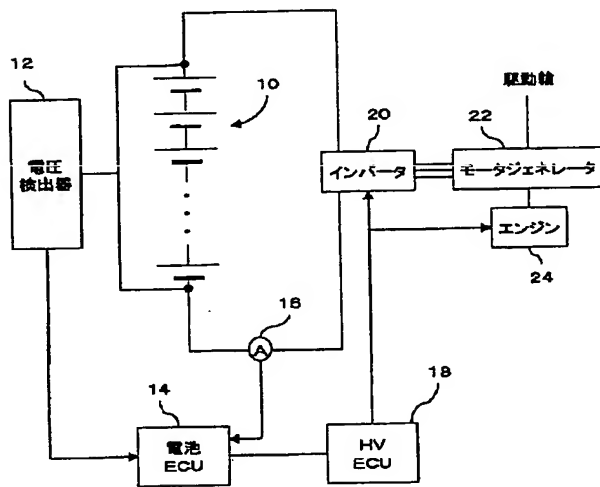 12
電圧
検出器
10
20
インバータ
駆動輪
22
モータジェネレータ
エンジン
24
16
A
14
電池
ECU
18
HV
ECU